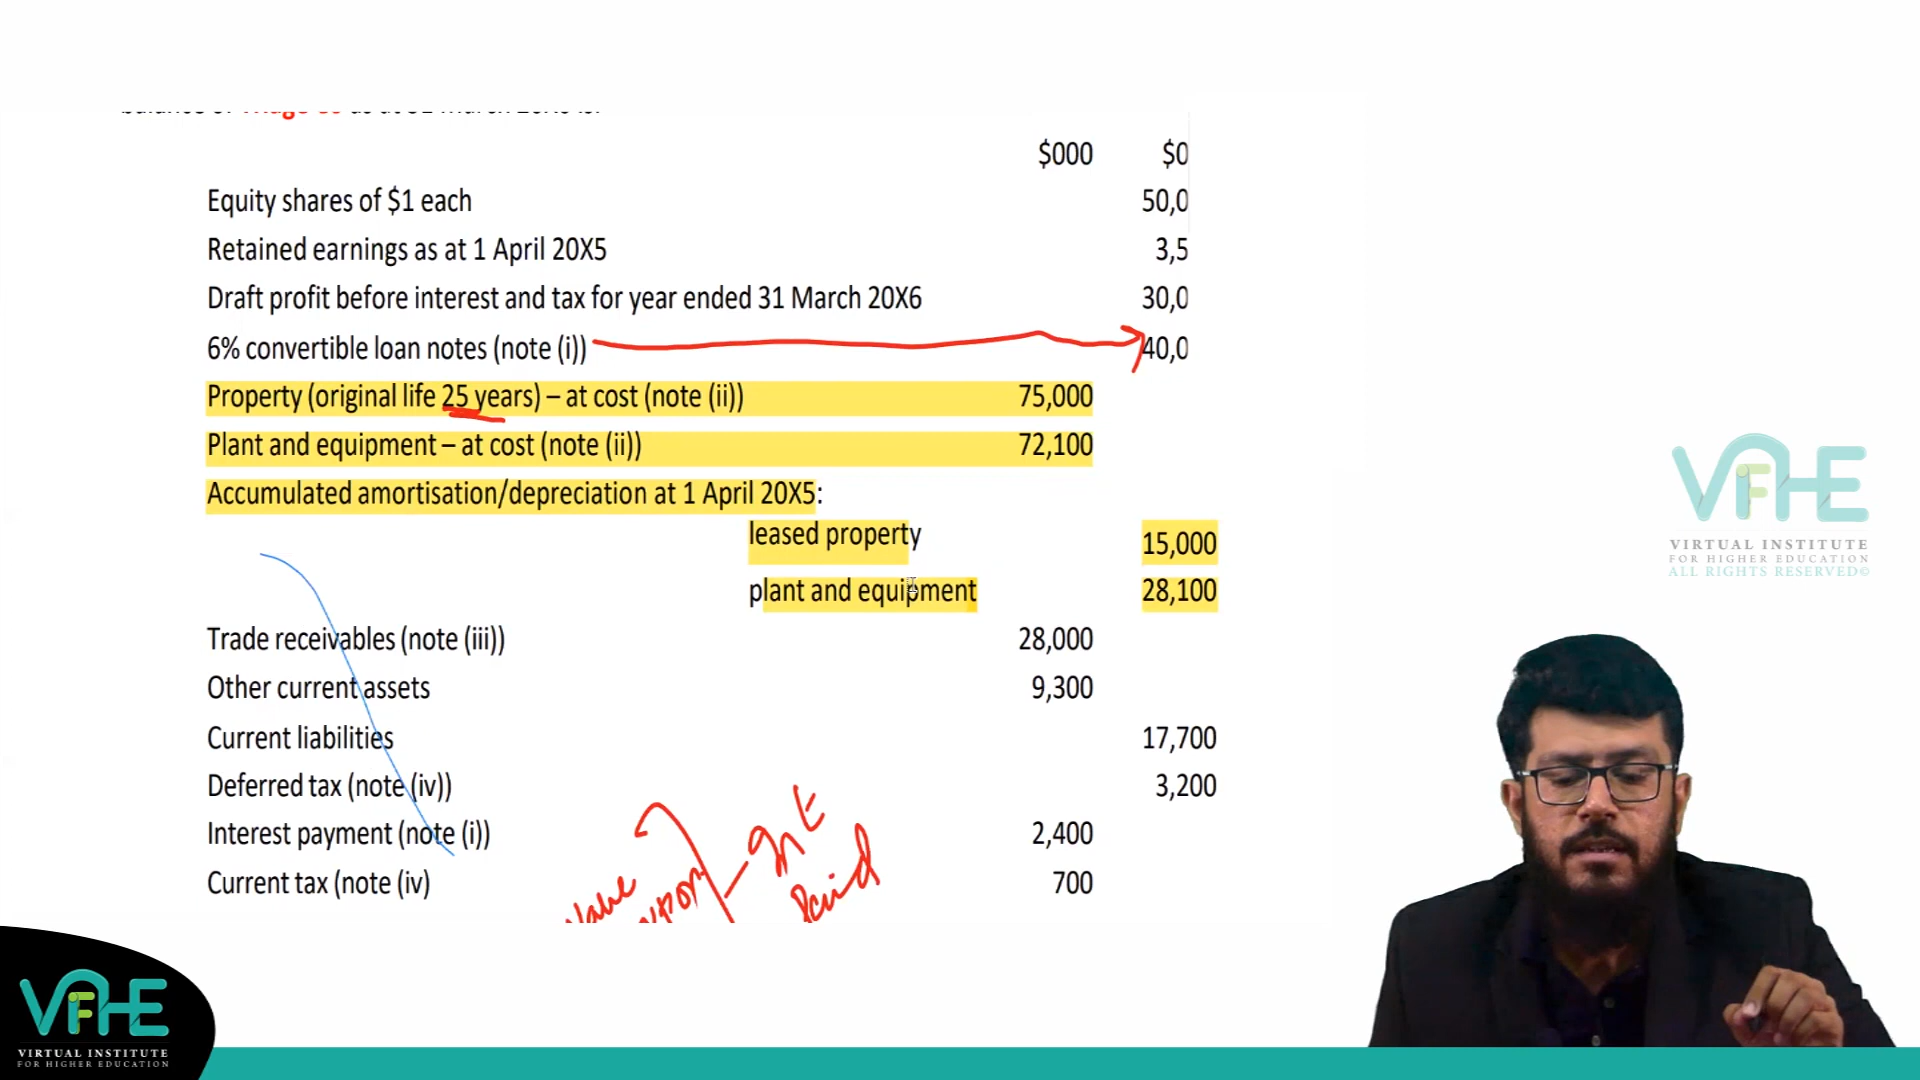 $000 $0
Equity shares of $1 each 50,0
Retained earnings as at 1 April 20X5 3,5
Draft profit before interest and tax for year ended 31 March 20X6 30,0
6% convertible loan notes (note (i)) 40,0
Property (original life 25 years) – at cost (note (ii)) 75,000
Plant and equipment – at cost (note (ii)) 72,100
Accumulated amortisation/depreciation at 1 April 20X5:
leased property 15,000
plant and equipment 28,100
Trade receivables (note (iii)) 28,000
Other current assets 9,300
Current liabilities 17,700
Deferred tax (note (iv)) 3,200
Interest payment (note (i)) 2,400
Current tax (note (iv) 700
Paid
VIFHE
VIRTUAL INSTITUTE
FOR HIGHER EDUCATION
ALL RIGHTS RESERVED©
VIFHE
VIRTUAL INSTITUTE
FOR HIGHER EDUCATION